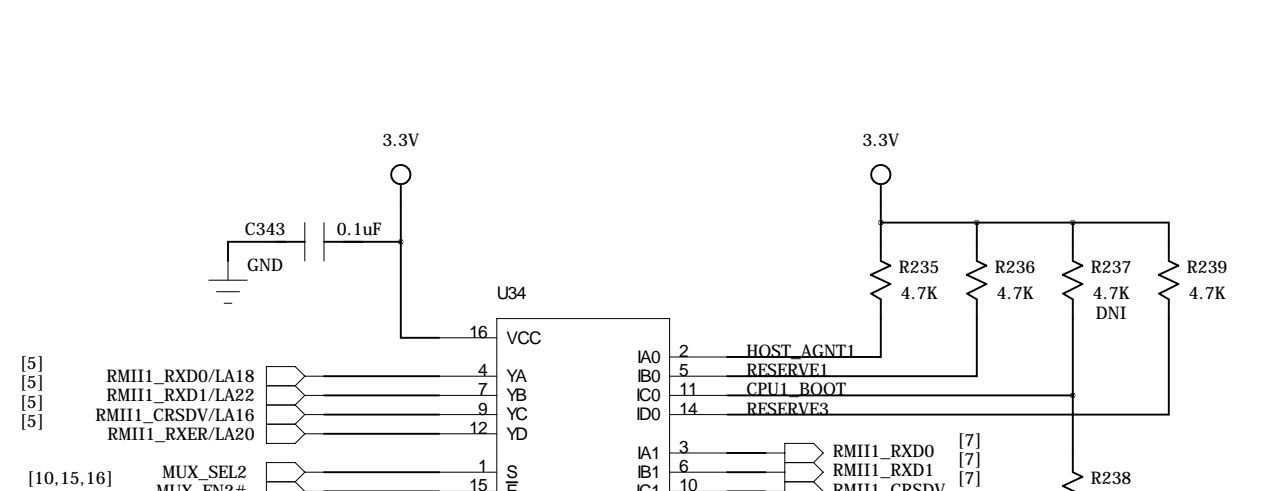 3.3V
3.3V
C343 0.1uF
GND
R235 R236 R237 R239
4.7K 4.7K 4.7K 4.7K
DNI
U34
16 VCC
[5]
[5]
[5]
[5]
RMII1_RXD0/LA18 4 YA
RMII1_RXD1/LA22 7 YB
RMII1_CRSDV/LA16 9 YC
RMII1_RXER/LA20 12 YD
IA0 2 HOST_AGNT1
IB0 5 RESERVE1
IC0 11 CPU1_BOOT
ID0 14 RESERVE3
IA1 3 RMII1_RXD0 [7]
IB1 6 RMII1_RXD1 [7]
IC1 10 RMII1_CRSDV [7]
[10,15,16] MUX_SEL2 1 S
MUX_EN2# 15 E
R238